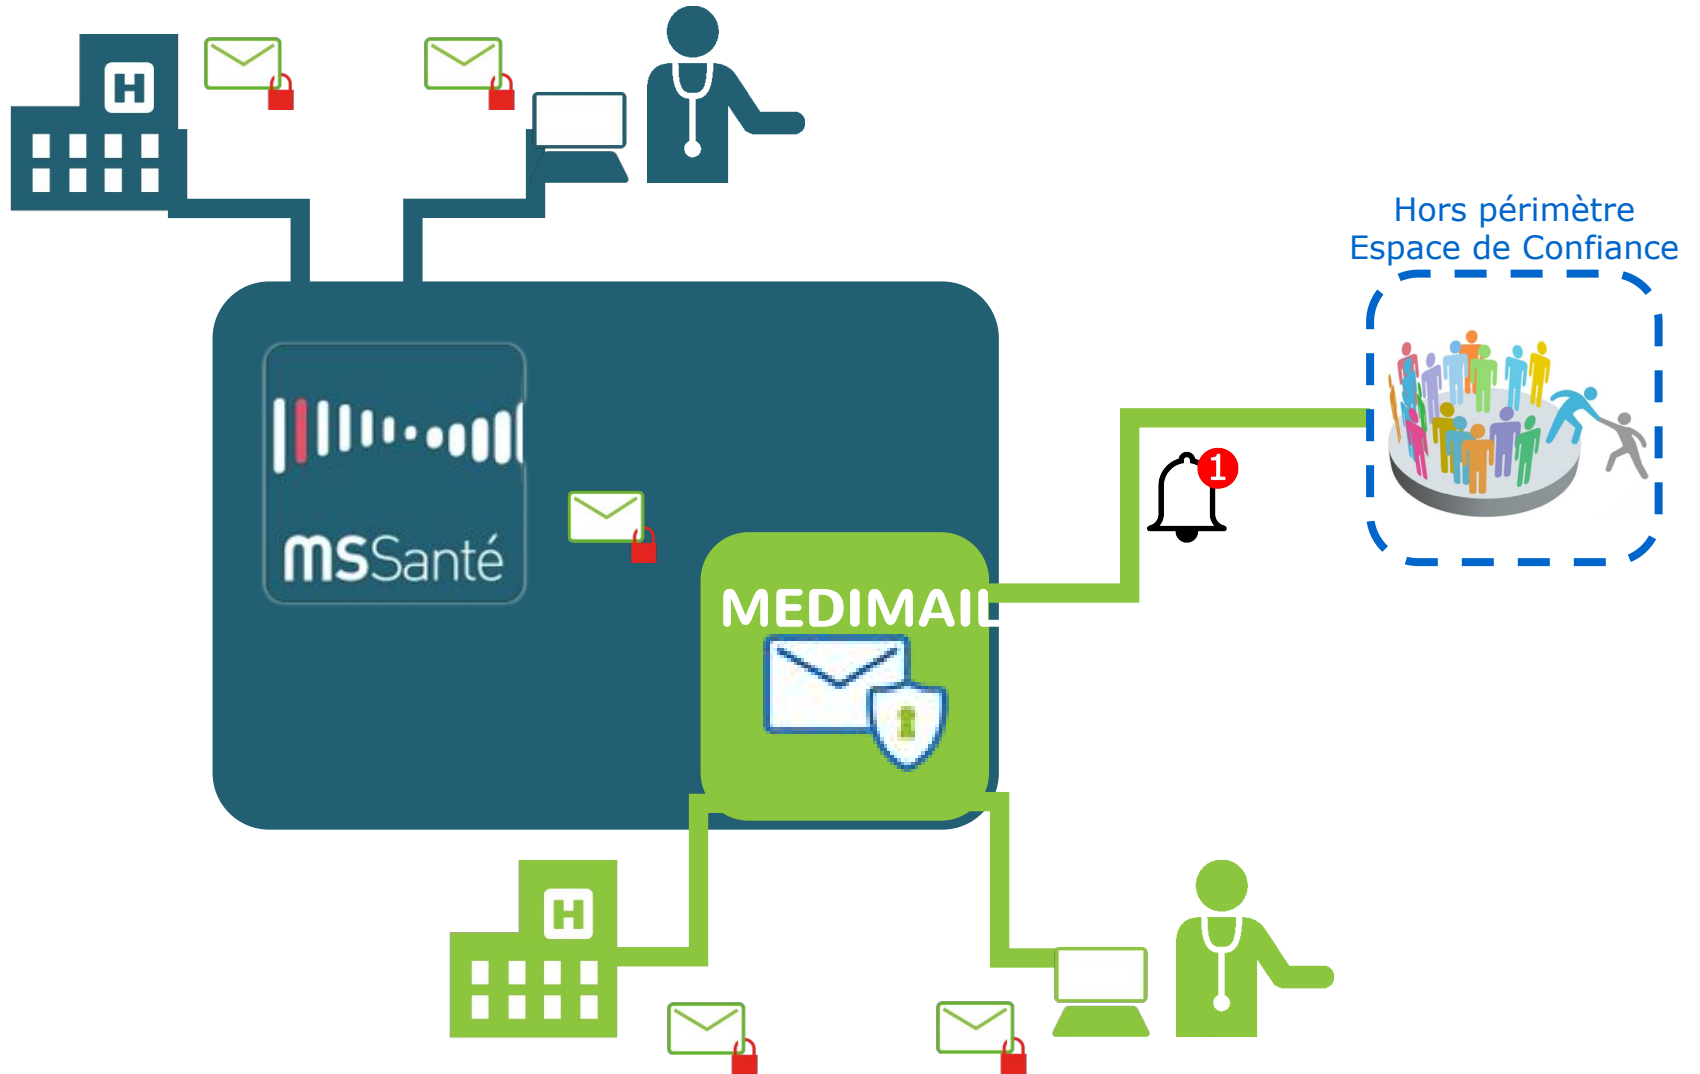 H
Hors périmètre
Espace de Confiance
1
MSSanté
MEDIMAIL
H